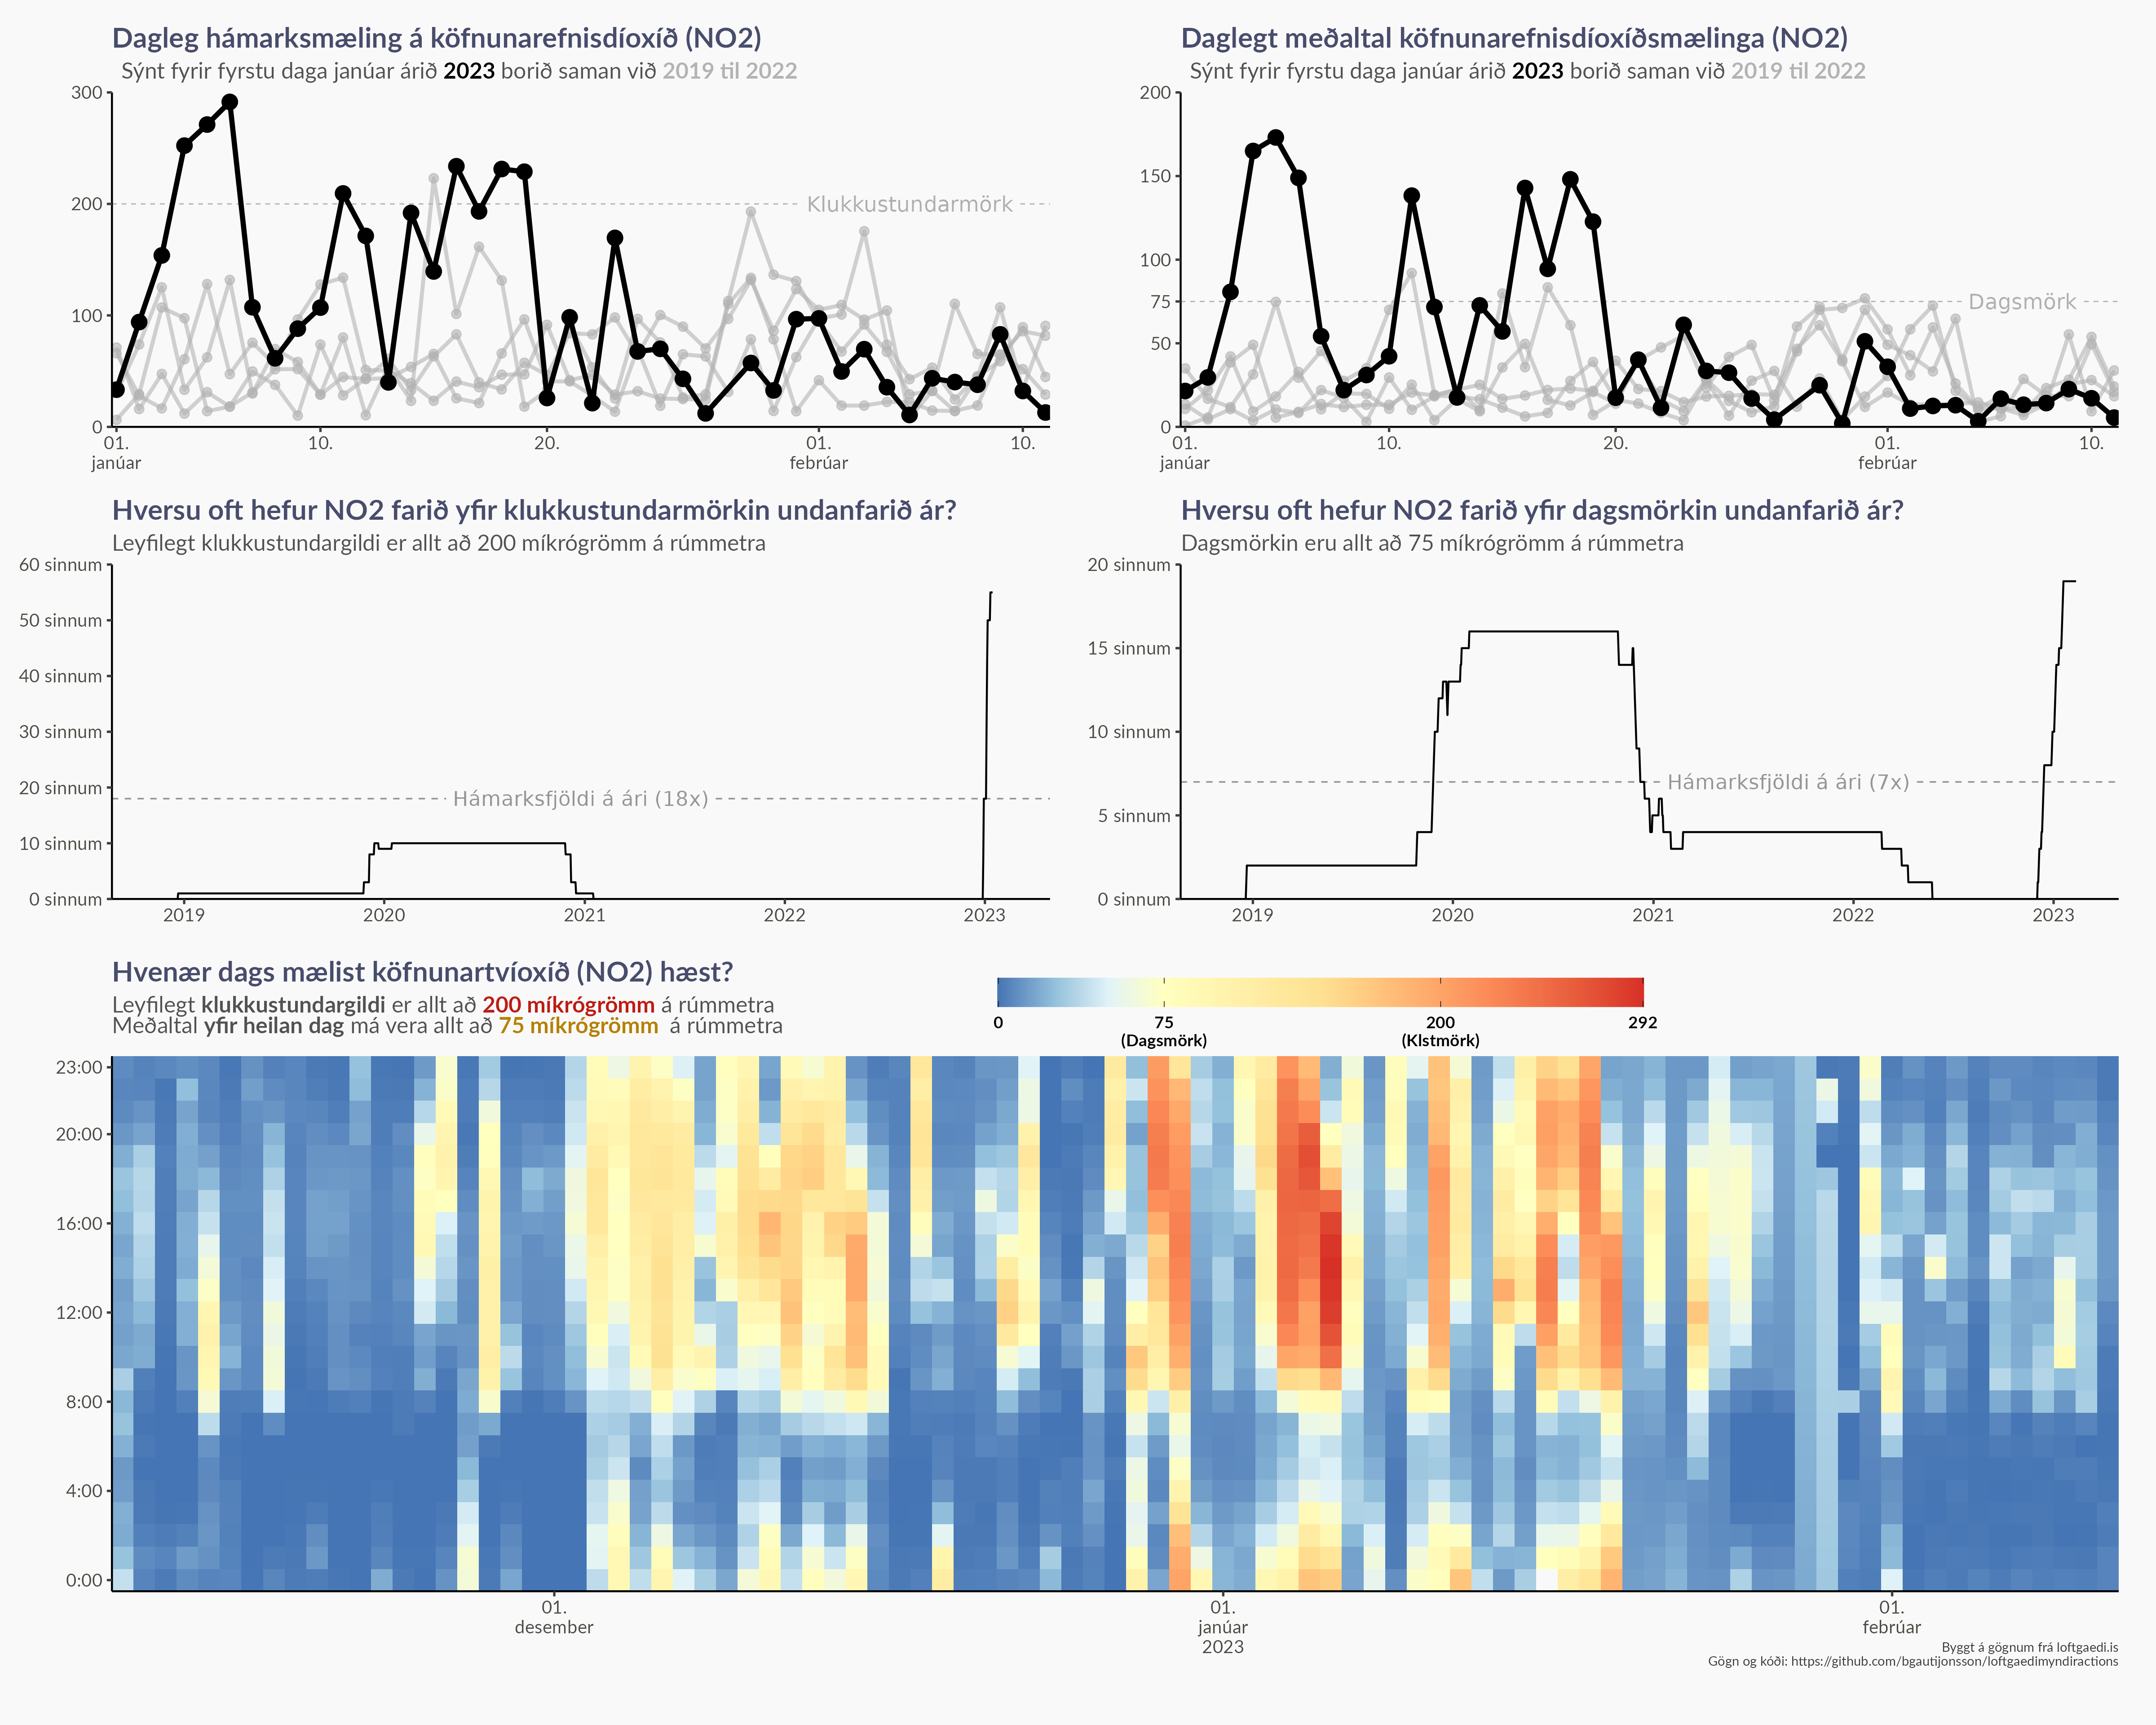 Dagleg hámarksmæling á köfnunarefnisdíoxíð (NO2)
Sýnt fyrir fyrstu daga janúar árið 2023 borið saman við 2019 til 2022
300
200
100
0
Klukkustundarmörk
01.
janúar
10.
20.
01.
febrúar
10.
Daglegt meðaltal köfnunarefnisdíoxíðsmælinga (NO2)
Sýnt fyrir fyrstu daga janúar árið 2023 borið saman við 2019 til 2022
200
150
100
75
50
0
Dagsmörk
01.
janúar
10.
20.
01.
febrúar
10.
Hversu oft hefur NO2 farið yfir klukkustundarmörkin undanfarið ár?
Leyfilegt klukkustundargildi er allt að 200 míkrógrömm á rúmmetra
60 sinnum
50 sinnum
40 sinnum
30 sinnum
20 sinnum
10 sinnum
0 sinnum
Hámarksfjöldi á ári (18x)
2019
2020
2021
2022
2023
Hversu oft hefur NO2 farið yfir dagsmörkin undanfarið ár?
Dagsmörkin eru allt að 75 míkrógrömm á rúmmetra
20 sinnum
15 sinnum
10 sinnum
5 sinnum
0 sinnum
Hámarksfjöldi á ári (7x)
2019
2020
2021
2022
2023
Hvenær dags mælist köfnunartvíoxíð (NO2) hæst?
Leyfilegt klukkustundargildi er allt að 200 míkrógrömm á rúmmetra
Meðaltal yfir heilan dag má vera allt að 75 míkrógrömm á rúmmetra
0
75
(Dagsmörk)
200
(Klstmörk)
292
23:00
20:00
16:00
12:00
8:00
4:00
0:00
01.
desember
01.
janúar
2023
01.
febrúar
Byggt á gögnum frá loftgaedi.is
Gögn og kóði: https://github.com/bgautijonsson/loftgaedimyndiractions